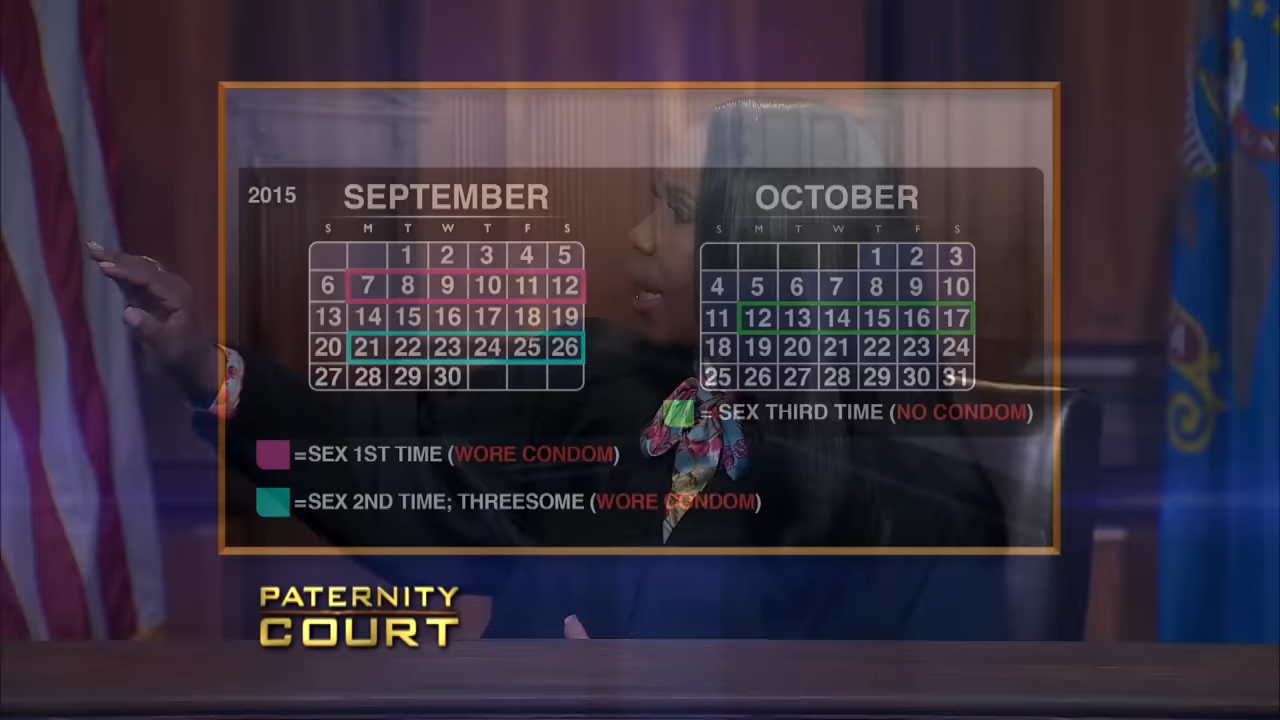 2015 SEPTEMBER
S M T W T F S
1 2 3 4 5
6 7 8 9 10 11 12
13 14 15 16 17 18 19
20 21 22 23 24 25 26
27 28 29 30
OCTOBER
S M T W T F S
1 2 3
4 5 6 7 8 9 10
11 12 13 14 15 16 17
18 19 20 21 22 23 24
25 26 27 28 29 30 31
= SEX THIRD TIME (NO CONDOM)
=SEX 1ST TIME (WORE CONDOM)
=SEX 2ND TIME; THREESOME (WORE CONDOM)
PATERNITY
COURT